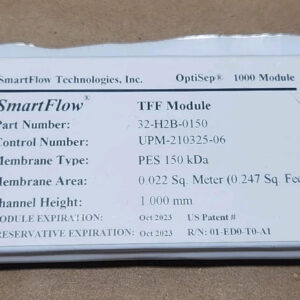 SmartFlow Technologies, Inc. OptiSep® 1000 Module
SmartFlow® TFF Module
Part Number: 32-H2B-0150
Control Number: UPM-210325-06
Membrane Type: PES 150 kDa
Membrane Area: 0.022 Sq. Meter (0.247 Sq. Fee
Channel Height: 1.000 mm
MODULE EXPIRATION: Oct 2023 US Patent #
PRESERVATIVE EXPIRATION: Oct 2023 R/N: 01-ED0-T0-A1